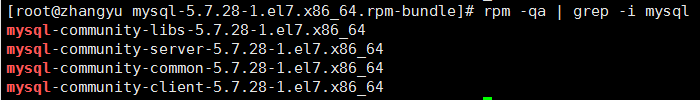 [root@zhangyu mysql-5.7.28-1.el7.x86_64.rpm-bundle]# rpm -qa | grep -i mysql
mysql-community-libs-5.7.28-1.el7.x86_64
mysql-community-server-5.7.28-1.el7.x86_64
mysql-community-common-5.7.28-1.el7.x86_64
mysql-community-client-5.7.28-1.el7.x86_64